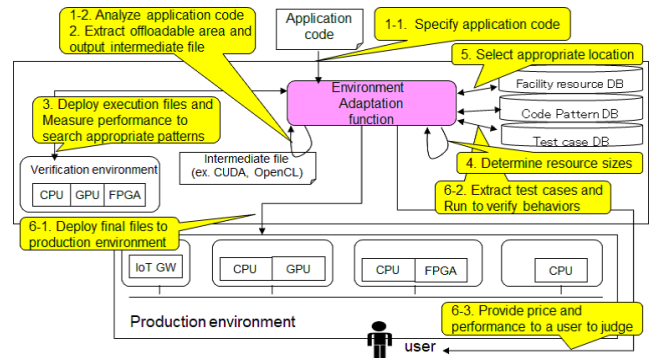 1-2. Analyze application code
2. Extract offloadable area and
output intermediate file
Application
code
1-1. Specify application code
5. Select appropriate location
Environment
Adaptation
function
Facility resource DB
Code Pattern DB
Test case DB
3. Deploy execution files and
Measure performance to
search appropriate patterns
Intermediate file
(ex. CUDA, OpenCL)
4. Determine resource sizes
Verification environment
CPU GPU FPGA
6-2. Extract test cases and
Run to verify behaviors
6-1. Deploy final files to
production environment
IoT GW
CPU GPU
CPU FPGA
CPU
Production environment
6-3. Provide price and
performance to a user to judge
user